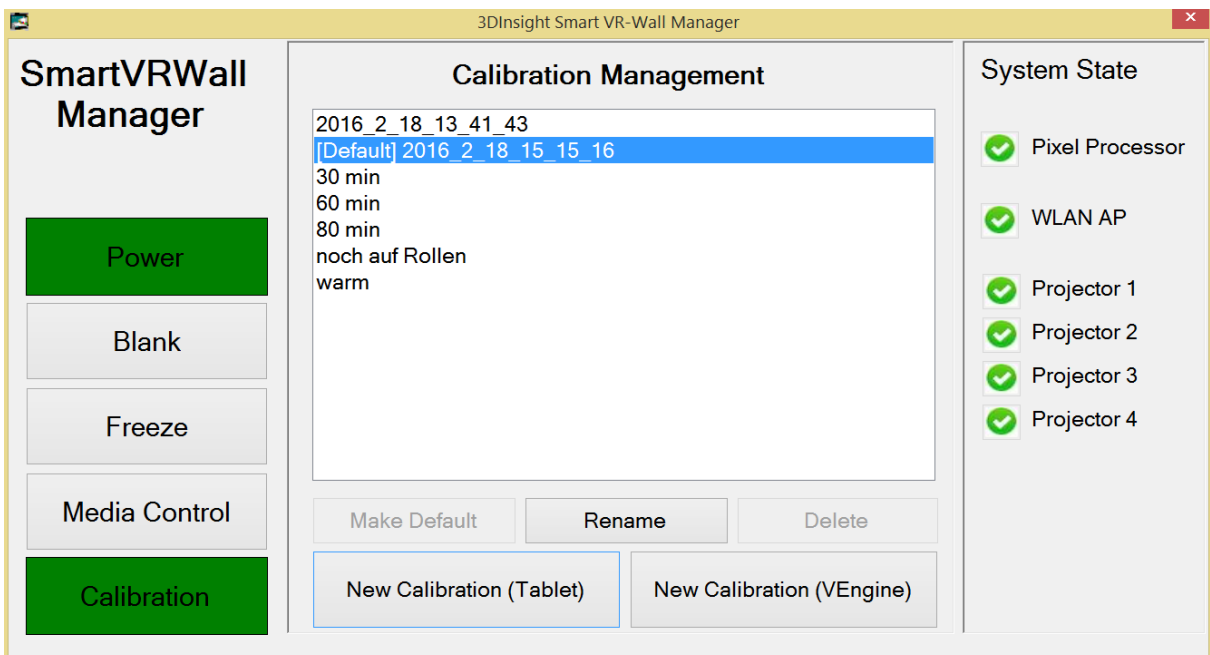 3DInsight Smart VR-Wall Manager
SmartVRWall
Manager
Power
Blank
Freeze
Media Control
Calibration
Calibration Management
2016_2_18_13_41_43
[Default] 2016_2_18_15_15_16
30 min
60 min
80 min
noch auf Rollen
warm
Make Default
Rename
Delete
New Calibration (Tablet)
New Calibration (VEngine)
System State
Pixel Processor
WLAN AP
Projector 1
Projector 2
Projector 3
Projector 4